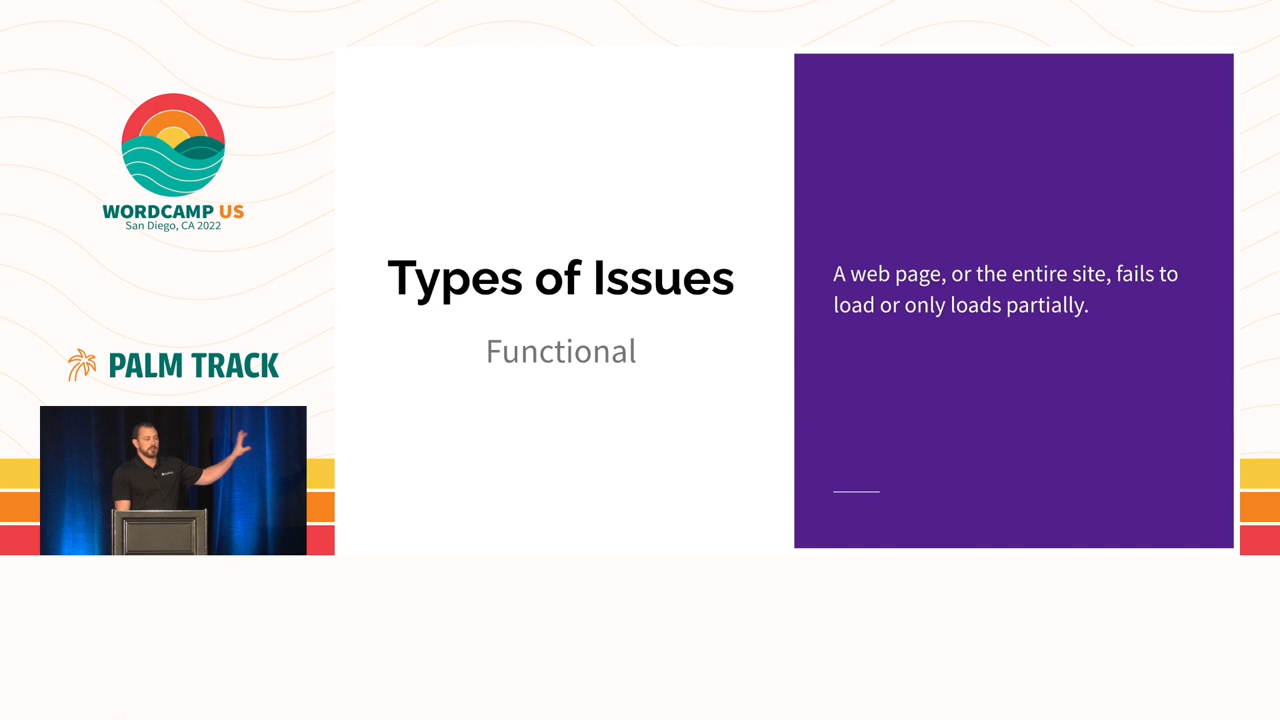 WORDCAMP US
San Diego, CA 2022
PALM TRACK
Types of Issues
Functional
A web page, or the entire site, fails to
load or only loads partially.